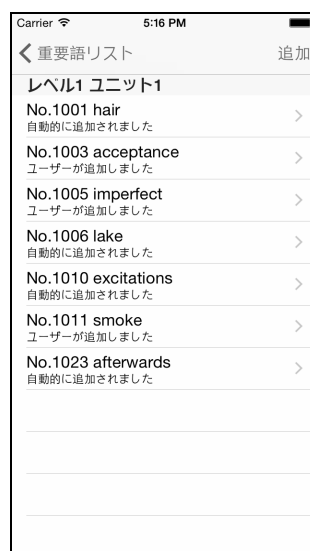 Carrier 5:16 PM
重要語リスト 追加
レベル1 ユニット1
No.1001 hair
自動的に追加されました
No.1003 acceptance
ユーザーが追加しました
No.1005 imperfect
ユーザーが追加しました
No.1006 lake
自動的に追加されました
No.1010 excitations
自動的に追加されました
No.1011 smoke
ユーザーが追加しました
No.1023 afterwards
自動的に追加されました